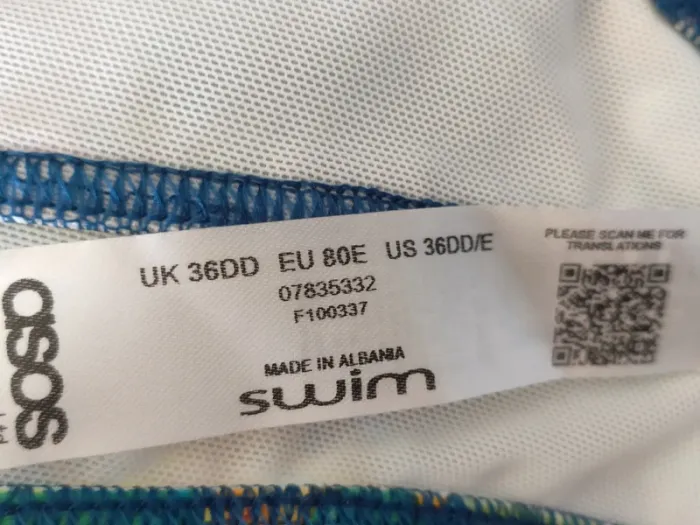 asos
UK 36DD EU 80E US 36DD/E
07835332
F100337
MADE IN ALBANIA
swim
PLEASE SCAN ME FOR
TRANSLATIONS